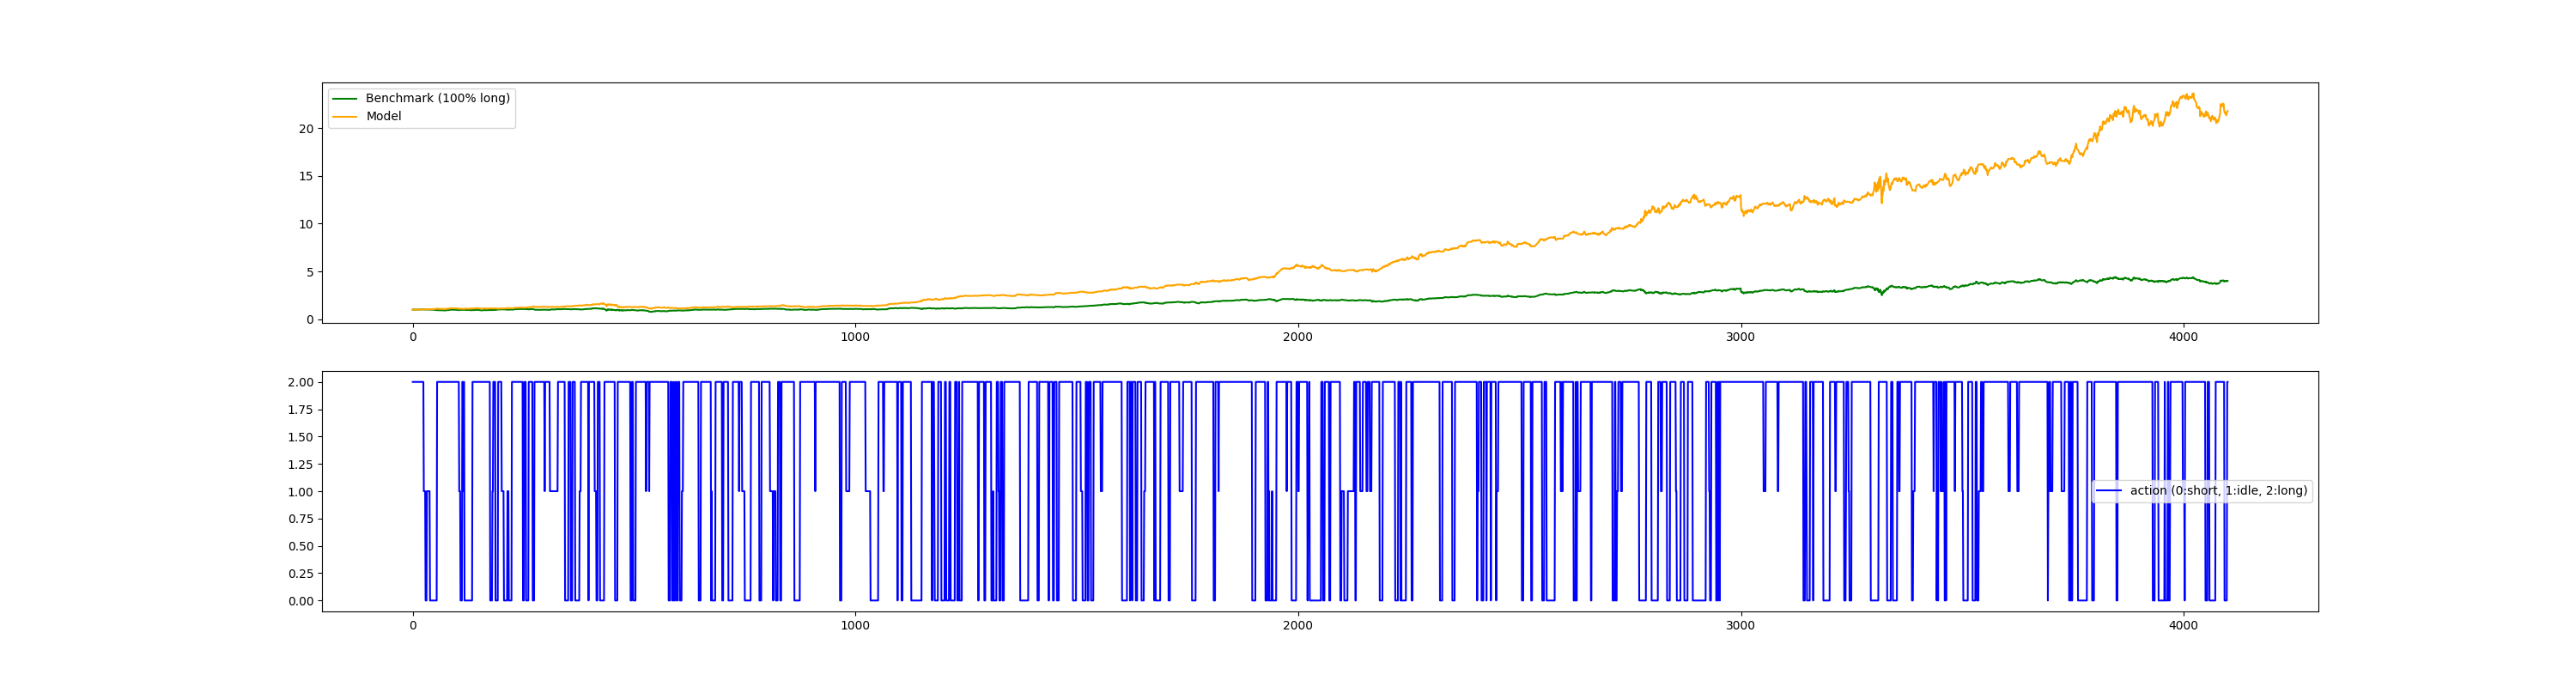 Benchmark (100% long)
Model
20
15
10
5
0
0 1000 2000 3000 4000
2.00
1.75
1.50
1.25
1.00
0.75
0.50
0.25
0.00
action (0:short, 1:idle, 2:long)
0 1000 2000 3000 4000